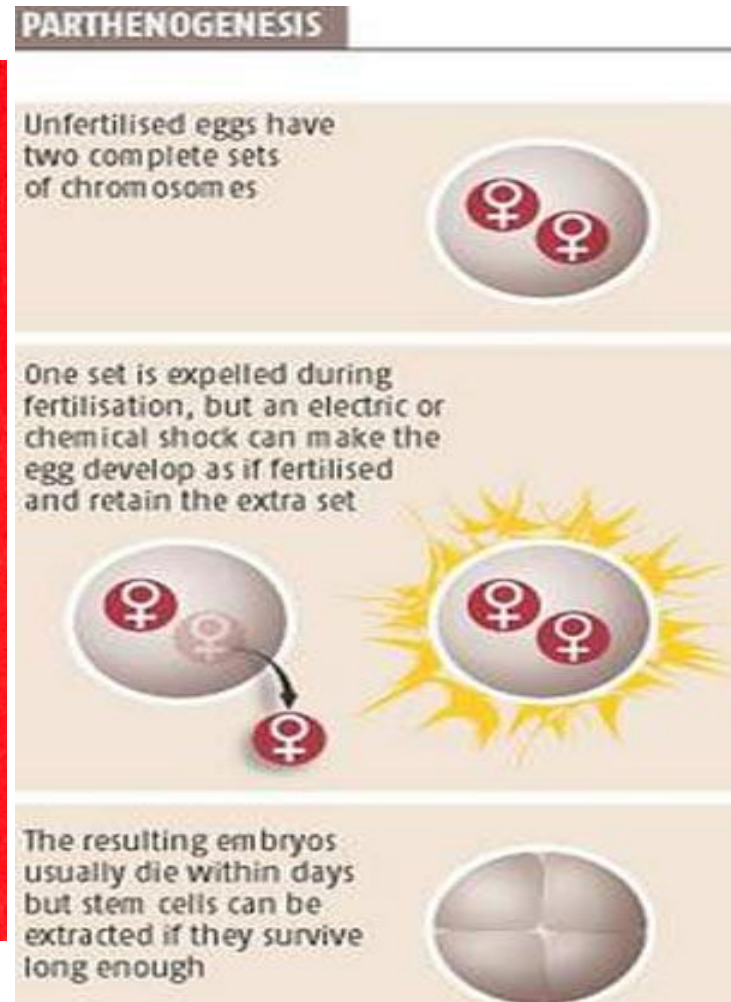 PARTHENOGENESIS
Unfertilised eggs have
two complete sets
of chromosomes
One set is expelled during
fertilisation, but an electric or
chemical shock can make the
egg develop as if fertilised
and retain the extra set
The resulting embryos
usually die within days
but stem cells can be
extracted if they survive
long enough